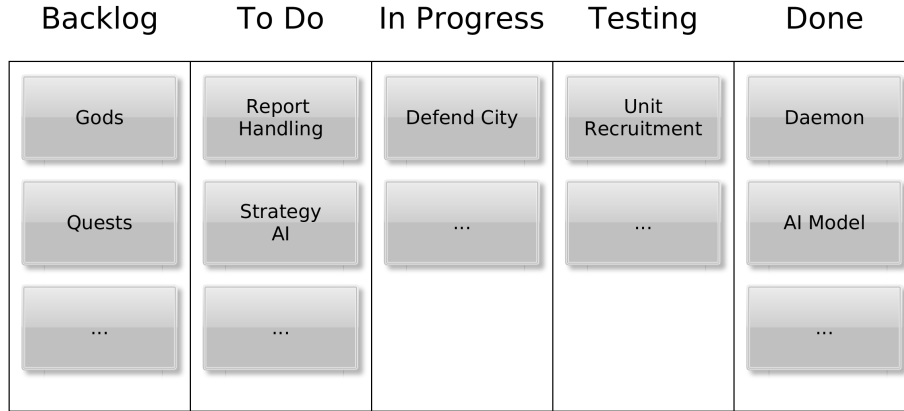 Backlog
To Do
In Progress
Testing
Done
Gods
Report
Handling
Defend City
Unit
Recruitment
Daemon
Quests
Strategy
AI
...
...
AI Model
...
...
...